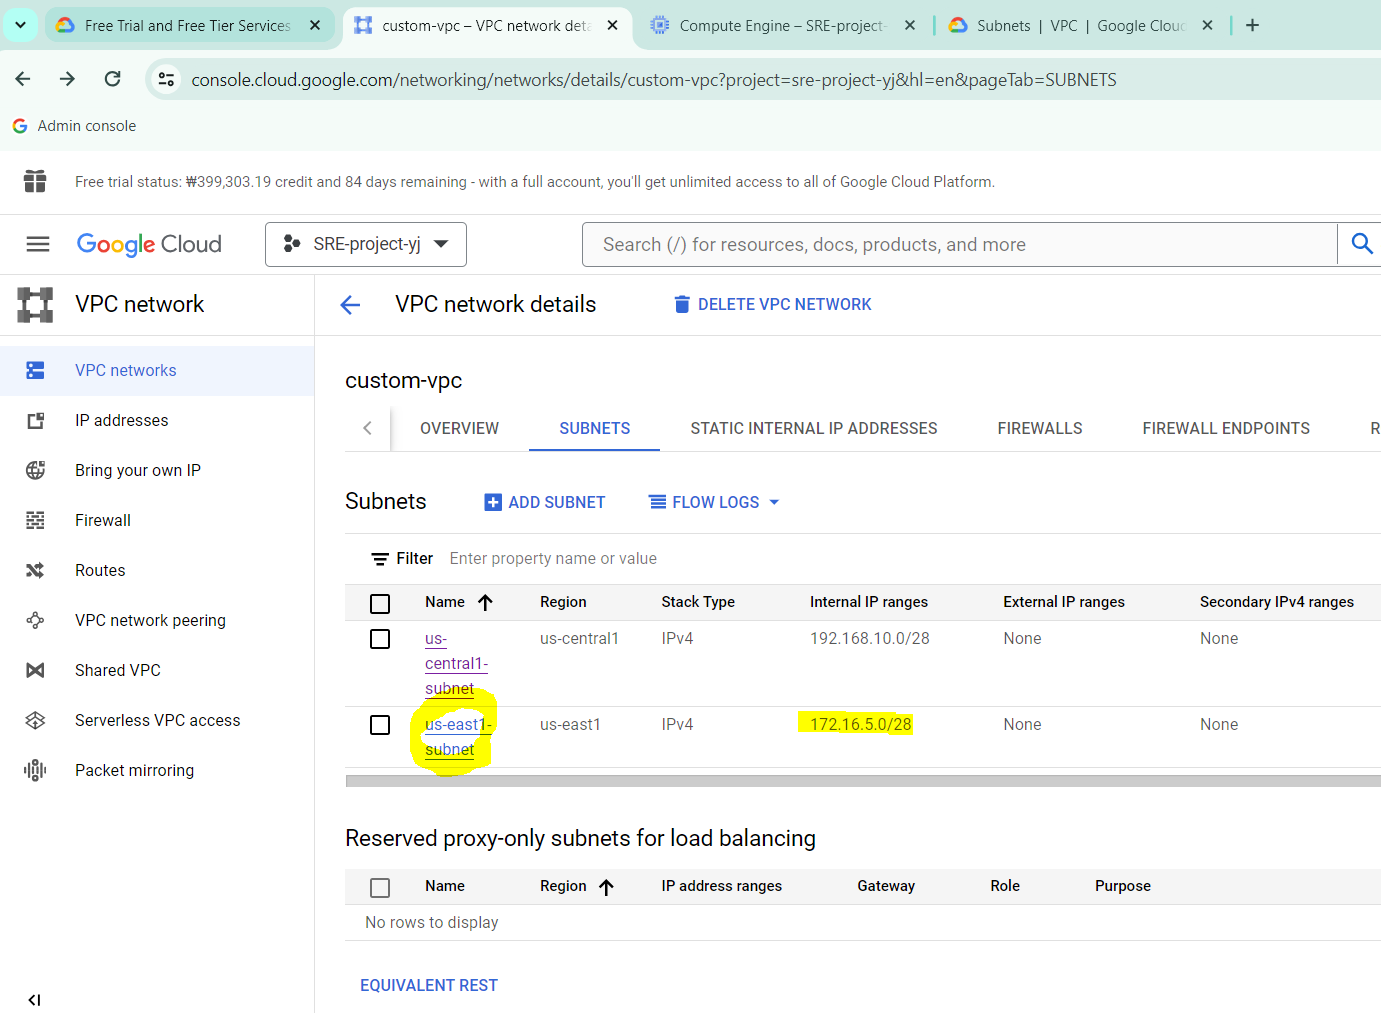 Free Trial and Free Tier Services
custom-vpc – VPC network deta
Compute Engine – SRE-project-
Subnets | VPC | Google Cloud
console.cloud.google.com/networking/networks/details/custom-vpc?project=sre-project-yj&hl=en&pageTab=SUBNETS
Admin console
Free trial status: ₩399,303.19 credit and 84 days remaining - with a full account, you'll get unlimited access to all of Google Cloud Platform.
Google Cloud
SRE-project-yj
Search (/) for resources, docs, products, and more
VPC network
VPC network details
DELETE VPC NETWORK
VPC networks
IP addresses
Bring your own IP
Firewall
Routes
VPC network peering
Shared VPC
Serverless VPC access
Packet mirroring
custom-vpc
OVERVIEW SUBNETS STATIC INTERNAL IP ADDRESSES FIREWALLS FIREWALL ENDPOINTS R
Subnets
ADD SUBNET
FLOW LOGS
Filter Enter property name or value
Name Region Stack Type Internal IP ranges External IP ranges Secondary IPv4 ranges
us- us-central1 IPv4 192.168.10.0/28 None None
central1-
subnet
us-east1- us-east1 IPv4 172.16.5.0/28 None None
subnet
Reserved proxy-only subnets for load balancing
Name Region IP address ranges Gateway Role Purpose
No rows to display
EQUIVALENT REST